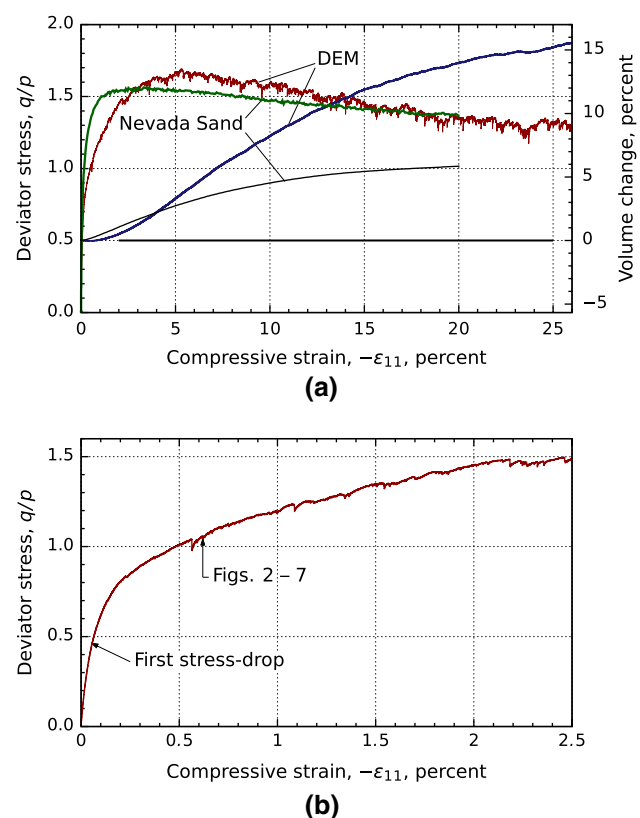 2.0
1.5
1.0
0.5
0.0
Deviator stress, q/p
DEM
Nevada Sand
15
10
5
0
−5
Volume change, percent
0 5 10 15 20 25
Compressive strain, −ε11, percent
(a)
1.5
1.0
0.5
0.0
Deviator stress, q/p
Figs. 2 – 7
First stress-drop
0 0.5 1 1.5 2 2.5
Compressive strain, −ε11, percent
(b)